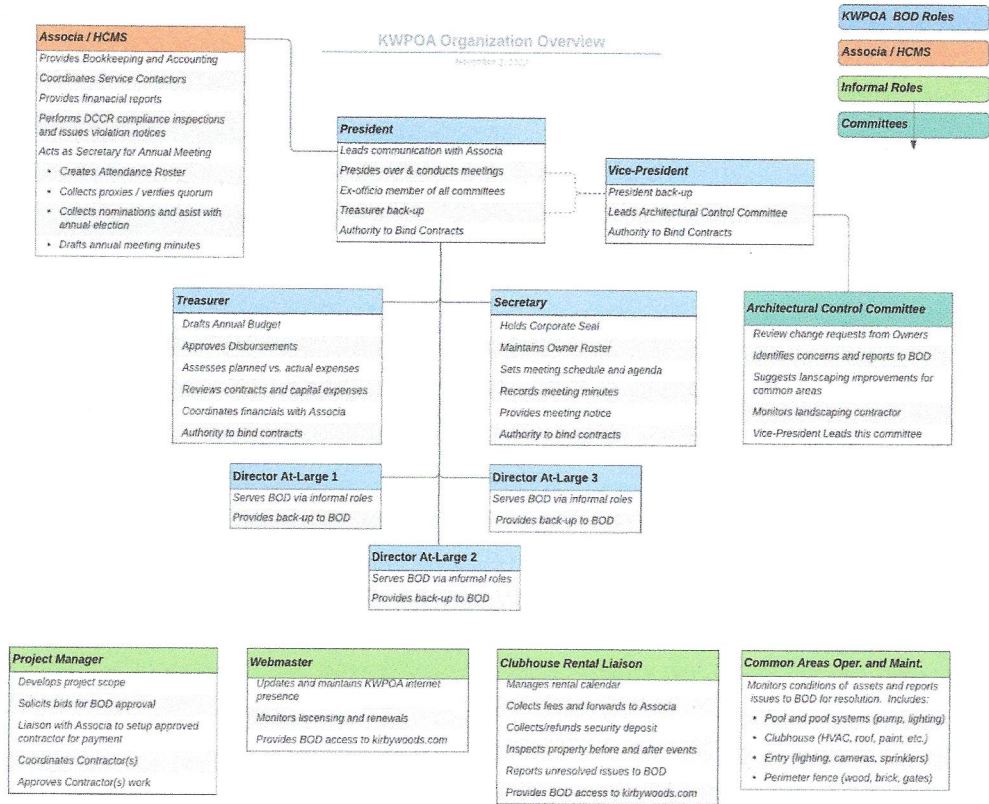 KWPOA Organization Overview
November 2,
KWPOA BOD Roles
Associa / HCMS
Informal Roles
Committees
Associa / HCMS
Provides Bookkeeping and Accounting
Coordinates Service Contactors
Provides finanacial reports
Performs DCCR compliance inspections
and issues violation notices
Acts as Secretary for Annual Meeting
• Creates Attendance Roster
• Collects proxies / verifies quorum
• Collects nominations and asist with
annual election
• Drafts annual meeting minutes
President
Leads communication with Associa
Presides over & conducts meetings
Ex-officio member of all committees
Treasurer back-up
Authority to Bind Contracts
Vice-President
President back-up
Leads Architectural Control Committee
Authority to Bind Contracts
Treasurer
Drafts Annual Budget
Approves Disbursements
Assesses planned vs. actual expenses
Reviews contracts and capital expenses
Coordinates financials with Associa
Authority to bind contracts
Secretary
Holds Corporate Seal
Maintains Owner Roster
Sets meeting schedule and agenda
Records meeting minutes
Provides meeting notice
Authority to bind contracts
Architectural Control Committee
Review change requests from Owners
Identifies concerns and reports to BOD
Suggests lanscaping improvements for
common areas
Monitors landscaping contractor
Vice-President Leads this committee
Director At-Large 1
Serves BOD via informal roles
Provides back-up to BOD
Director At-Large 3
Serves BOD via informal roles
Provides back-up to BOD
Director At-Large 2
Serves BOD via informal roles
Provides back-up to BOD
Project Manager
Develops project scope
Solicits bids for BOD approval
Liaison with Associa to setup approved
contractor for payment
Coordinates Contractor(s)
Approves Contractor(s) work
Webmaster
Updates and maintains KWPOA internet
presence
Monitors liscensing and renewals
Provides BOD access to kirbywoods.com
Clubhouse Rental Liaison
Manages rental calendar
Colects fees and forwards to Associa
Collects/refunds security deposit
Inspects property before and after events
Reports unresolved issues to BOD
Provides BOD access to kirbywoods.com
Common Areas Oper. and Maint.
Monitors conditions of assets and reports
issues to BOD for resolution. Includes:
• Pool and pool systems (pump, lighting)
• Clubhouse (HVAC, roof, paint, etc.)
• Entry (lighting, cameras, sprinklers)
• Perimeter fence (wood, brick, gates)